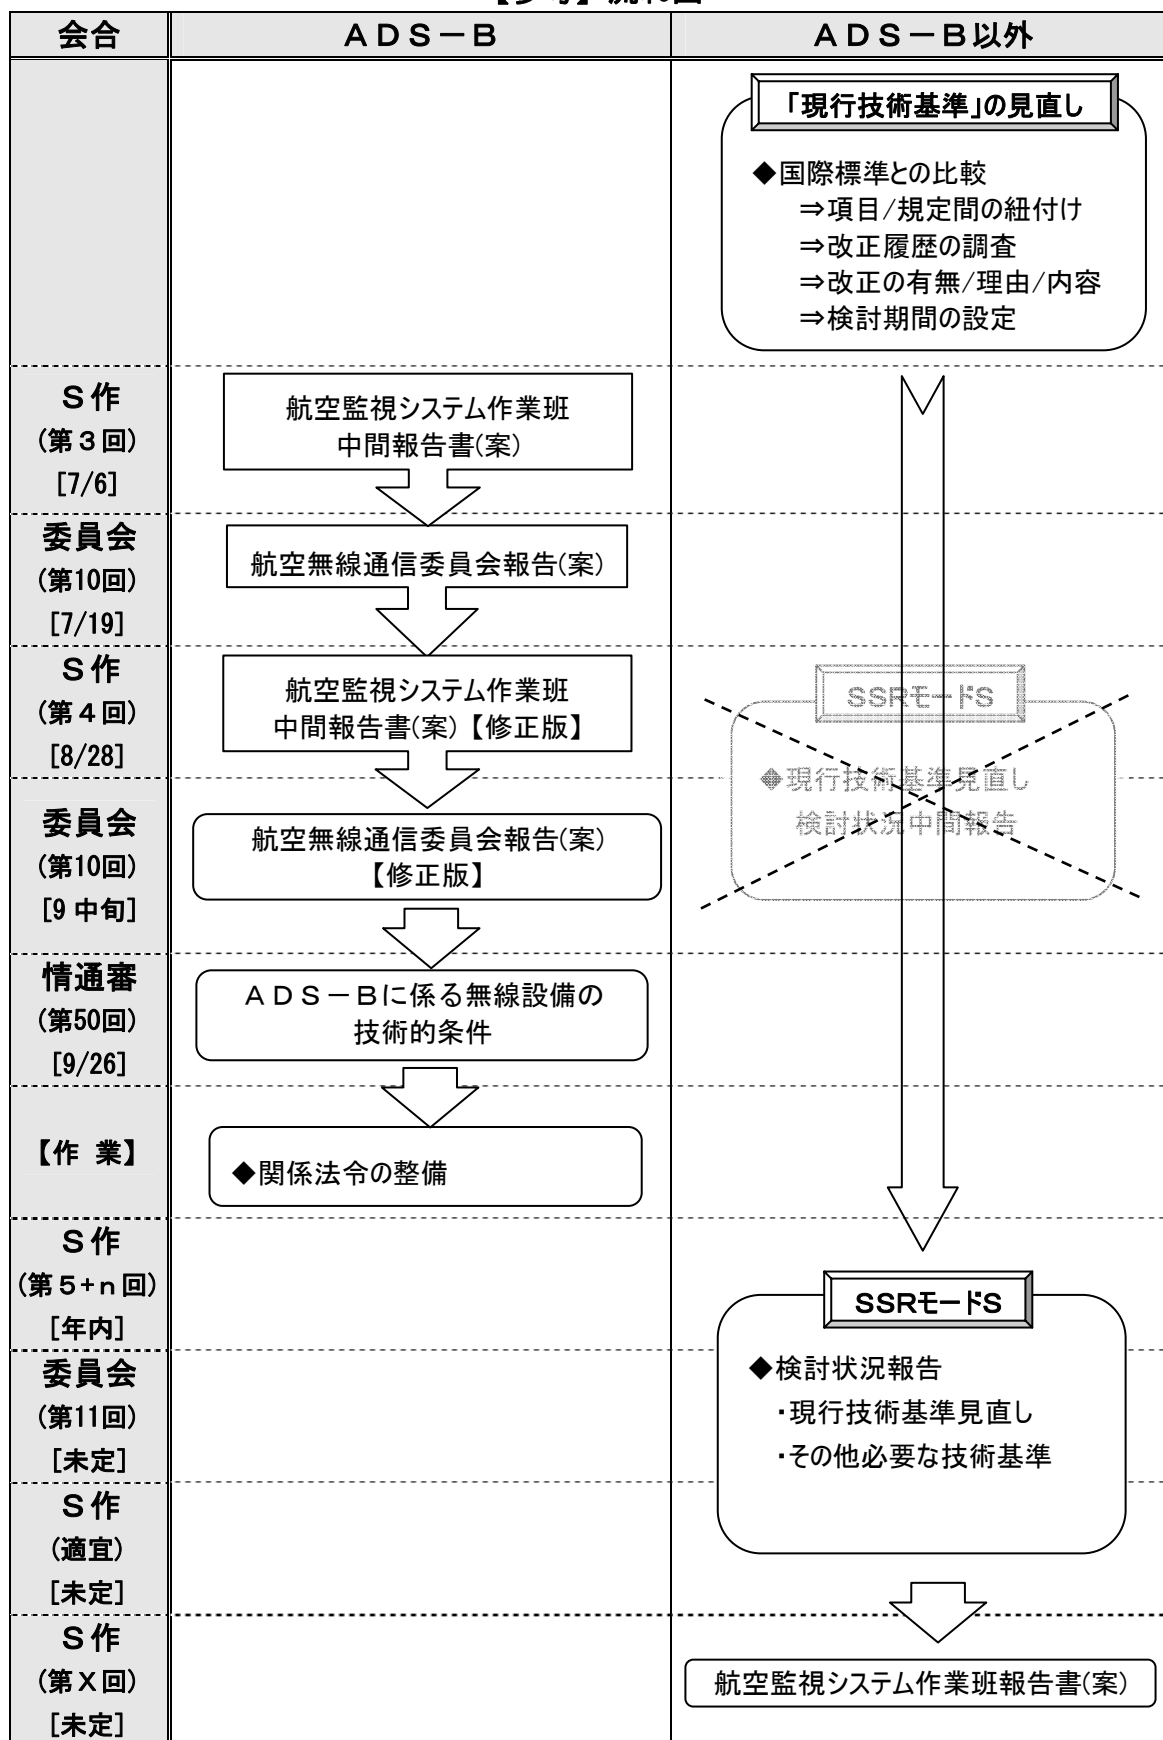 【参考】流れ図
会合
ADS－B
ADS－B以外
「現行技術基準」の見直し
◆国際標準との比較
⇒項目/規定間の紐付け
⇒改正履歴の調査
⇒改正の有無/理由/内容
⇒検討期間の設定
S作
(第3回)
[7/6]
航空監視システム作業班
中間報告書(案)
委員会
(第10回)
[7/19]
航空無線通信委員会報告(案)
S作
(第4回)
[8/28]
航空監視システム作業班
中間報告書(案)【修正版】
SSRモードS
◆現行技術基準見直し
検討状況中間報告
委員会
(第10回)
[9中旬]
航空無線通信委員会報告(案)
【修正版】
情通審
(第50回)
[9/26]
ADS－Bに係る無線設備の
技術的条件
【作 業】
◆関係法令の整備
S作
(第5+n回)
[年内]
SSRモードS
委員会
(第11回)
[未定]
◆検討状況報告
・現行技術基準見直し
・その他必要な技術基準
S作
(適宜)
[未定]
S作
(第X回)
[未定]
航空監視システム作業班報告書(案)